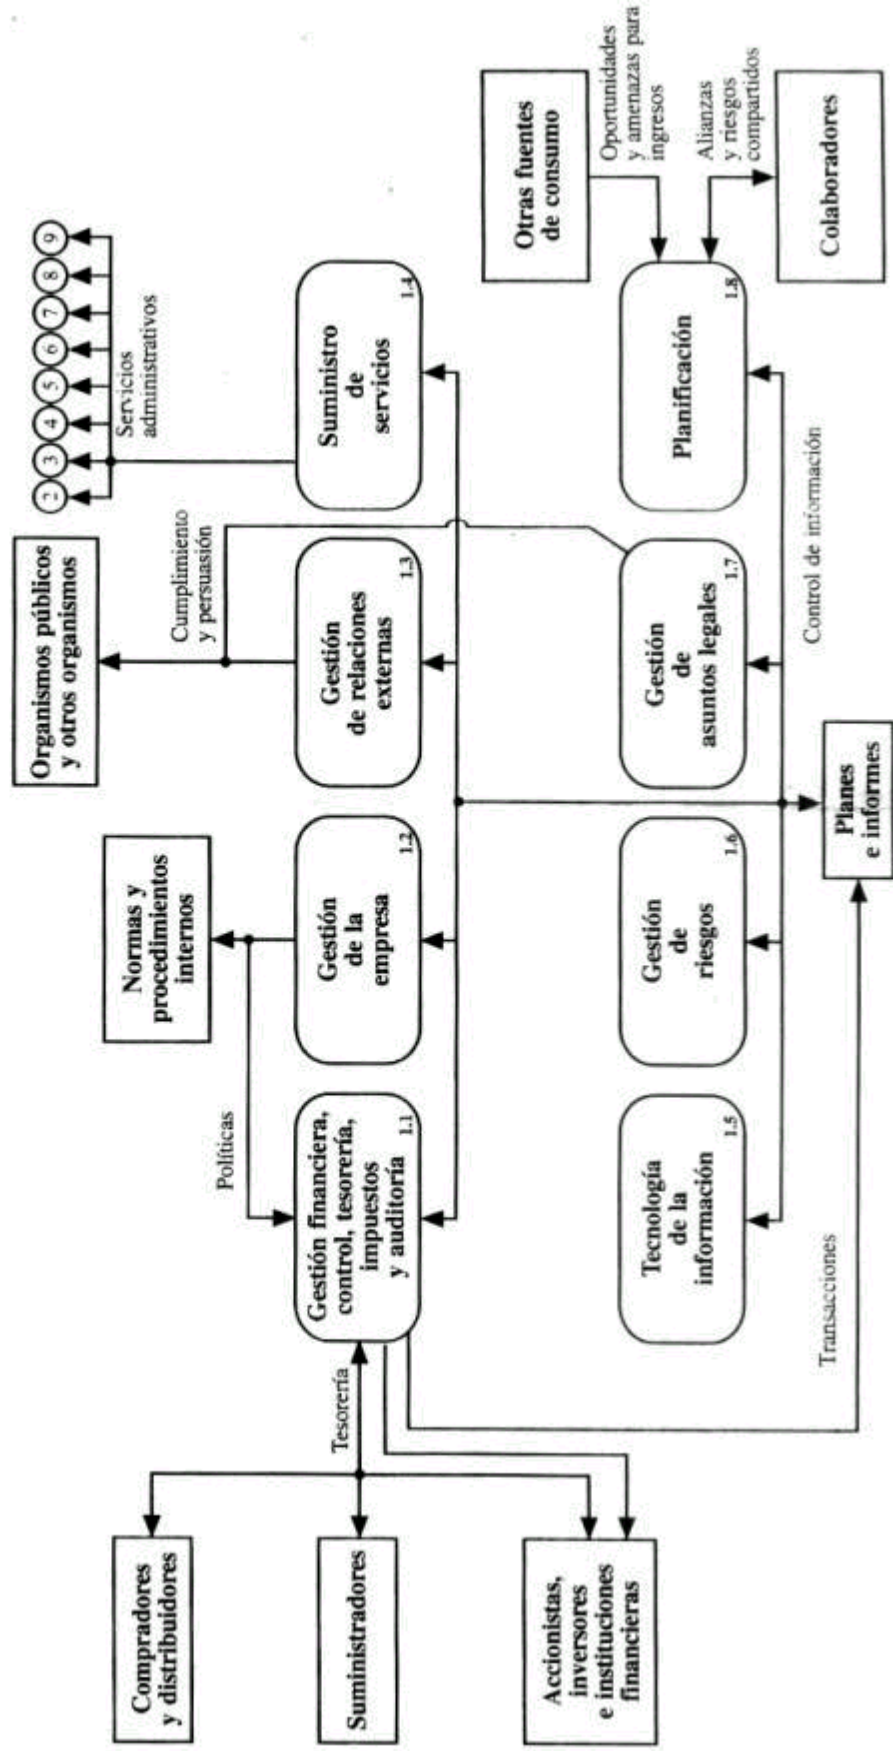 Compradores
y distribuidores
Suministradores
Accionistas,
inversores
e instituciones
financieras
Tesorería
Políticas
Normas y
procedimientos
internos
Organismos públicos
y otros organismos
Cumplimiento
y persuasión
2
3
4
5
6
7
8
9
Servicios
administrativos
Gestión financiera,
control, tesorería,
impuestos
y auditoría
1.1
Gestión
de la
empresa
1.2
Gestión
de relaciones
externas
1.3
Suministro
de
servicios
1.4
Tecnología
de la
información
1.5
Gestión
de
riesgos
1.6
Gestión
de
asuntos legales
1.7
Planificación
1.8
Otras fuentes
de consumo
Oportunidades
y amenazas para
ingresos
Alianzas
y riesgos
compartidos
Colaboradores
Transacciones
Control de información
Planes
e informes